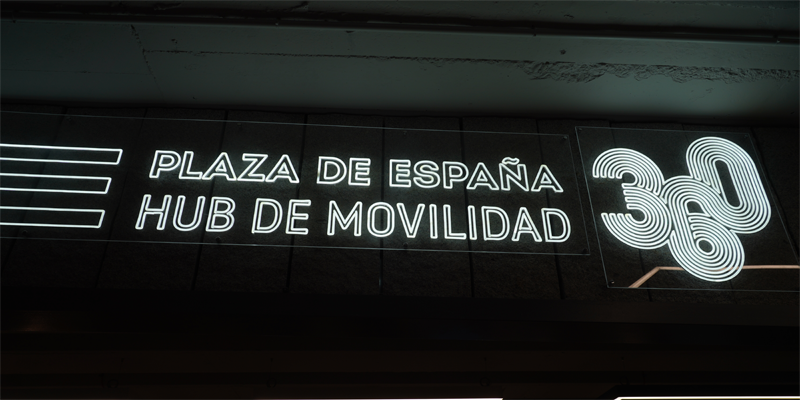 PLAZA DE ESPAÑA
HUB DE MOVILIDAD
360